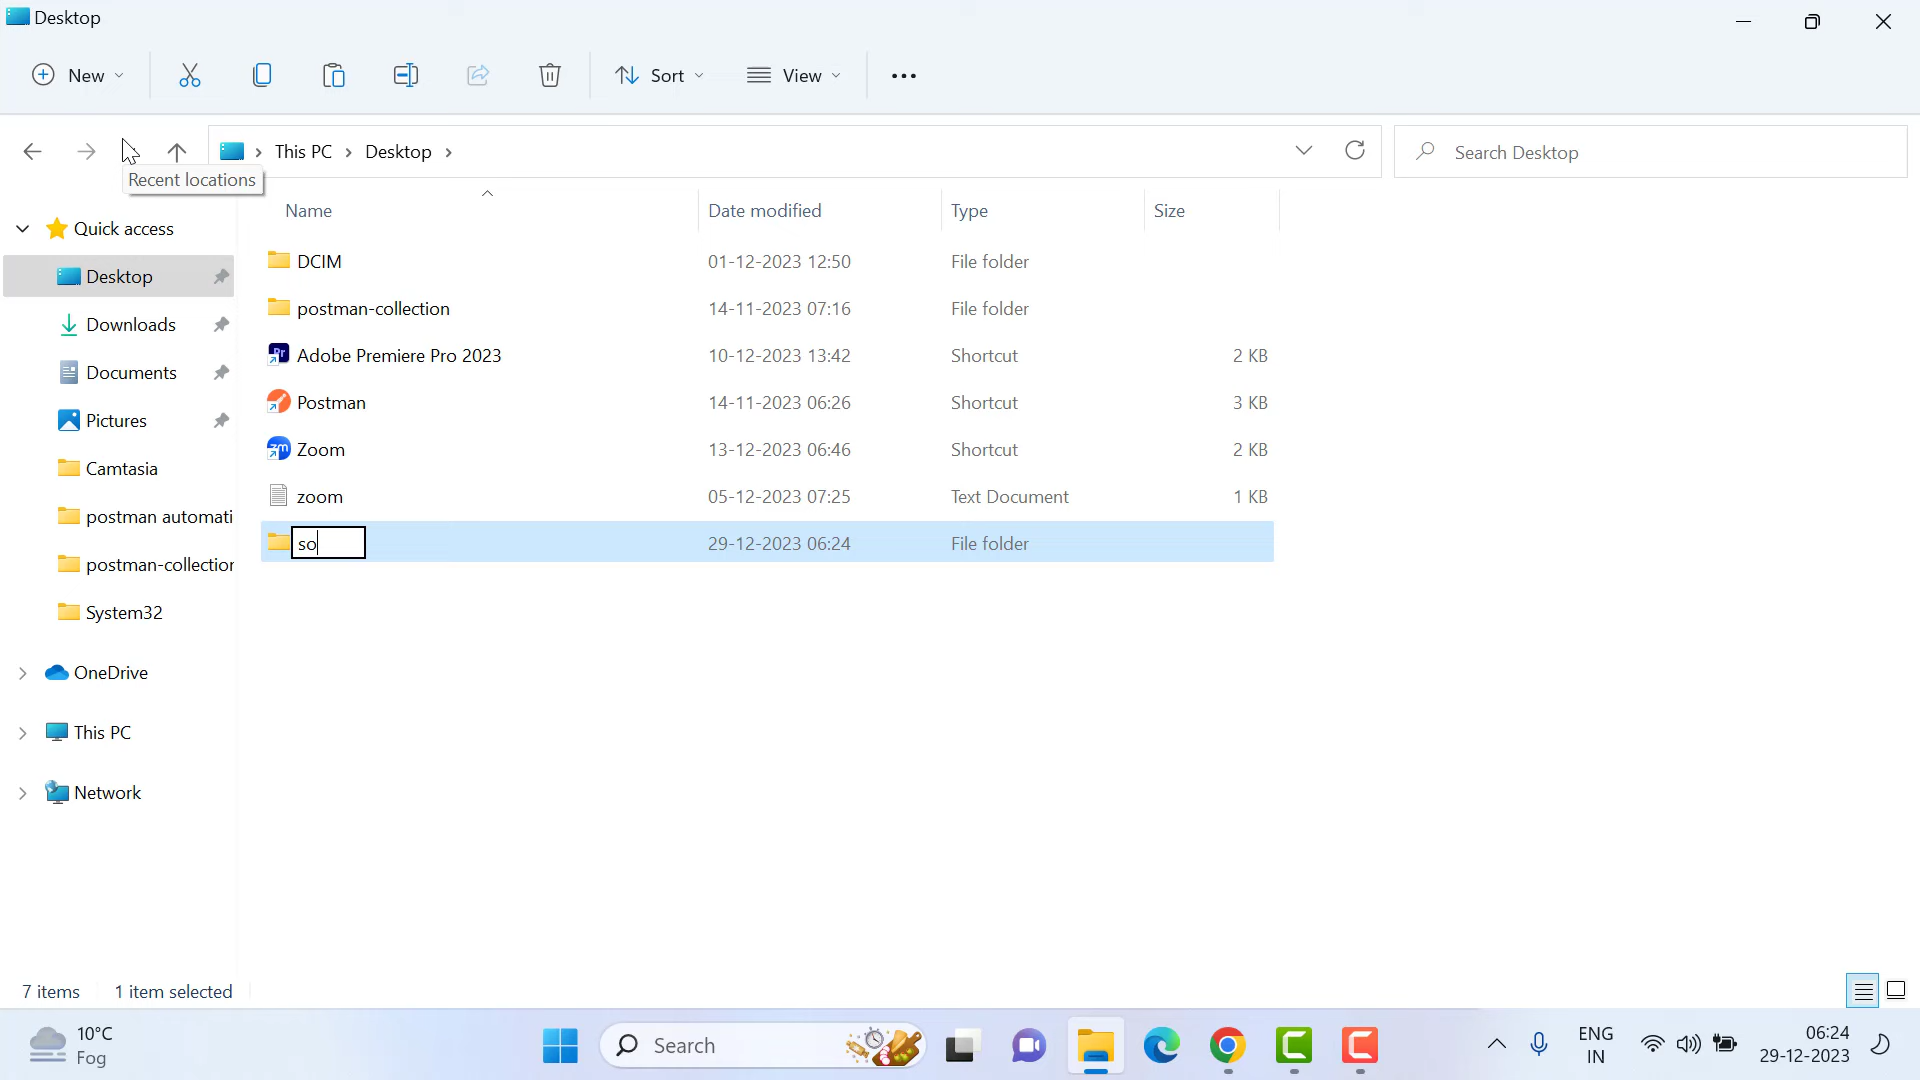 Desktop
New
Sort
View
This PC
Desktop
Search Desktop
Recent locations
Name
Date modified
Type
Size
Quick access
Desktop
Downloads
Documents
Pictures
Camtasia
postman automati
postman-collection
System32
OneDrive
This PC
Network
DCIM 01-12-2023 12:50 File folder
postman-collection 14-11-2023 07:16 File folder
Adobe Premiere Pro 2023 10-12-2023 13:42 Shortcut 2 KB
Postman 14-11-2023 06:26 Shortcut 3 KB
Zoom 13-12-2023 06:46 Shortcut 2 KB
zoom 05-12-2023 07:25 Text Document 1 KB
so 29-12-2023 06:24 File folder
7 items
1 item selected
10°C
Fog
Search
ENG
IN
06:24
29-12-2023
Pr
zm